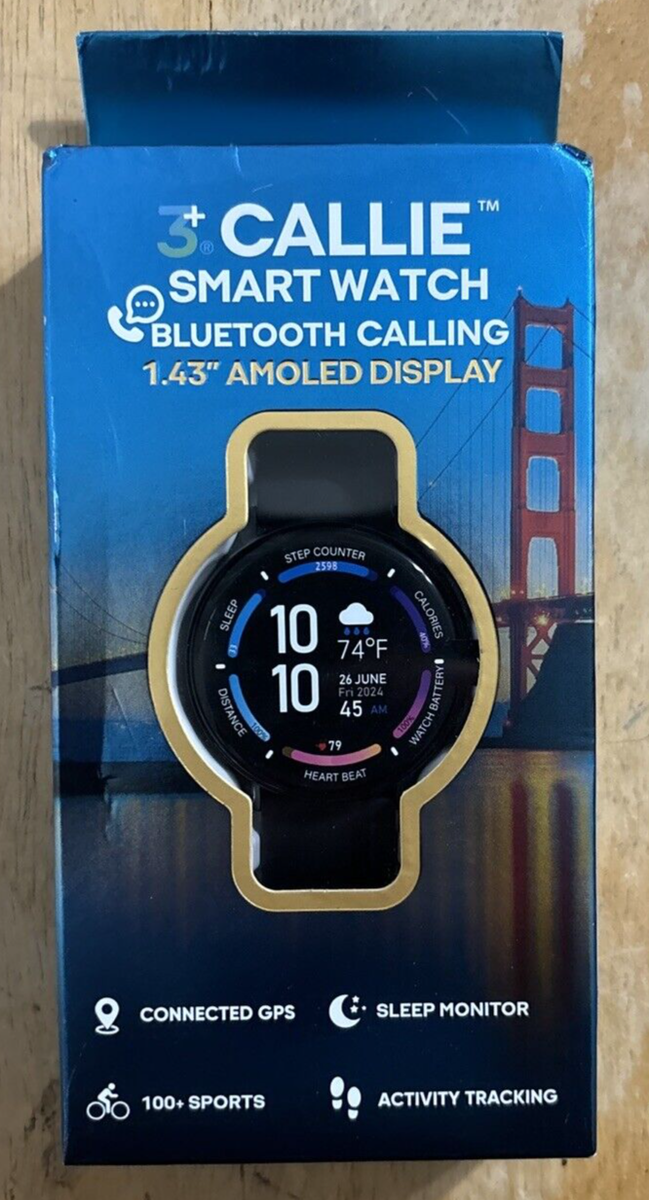 3+® CALLIE™
SMART WATCH
BLUETOOTH CALLING
1.43" AMOLED DISPLAY
STEP COUNTER
2598
SLEEP
CALORIES
10
74°F
10
26 JUNE
Fri 2024
45 AM
DISTANCE
100%
WATCH BATTERY
100%
79
HEART BEAT
CONNECTED GPS
SLEEP MONITOR
100+ SPORTS
ACTIVITY TRACKING